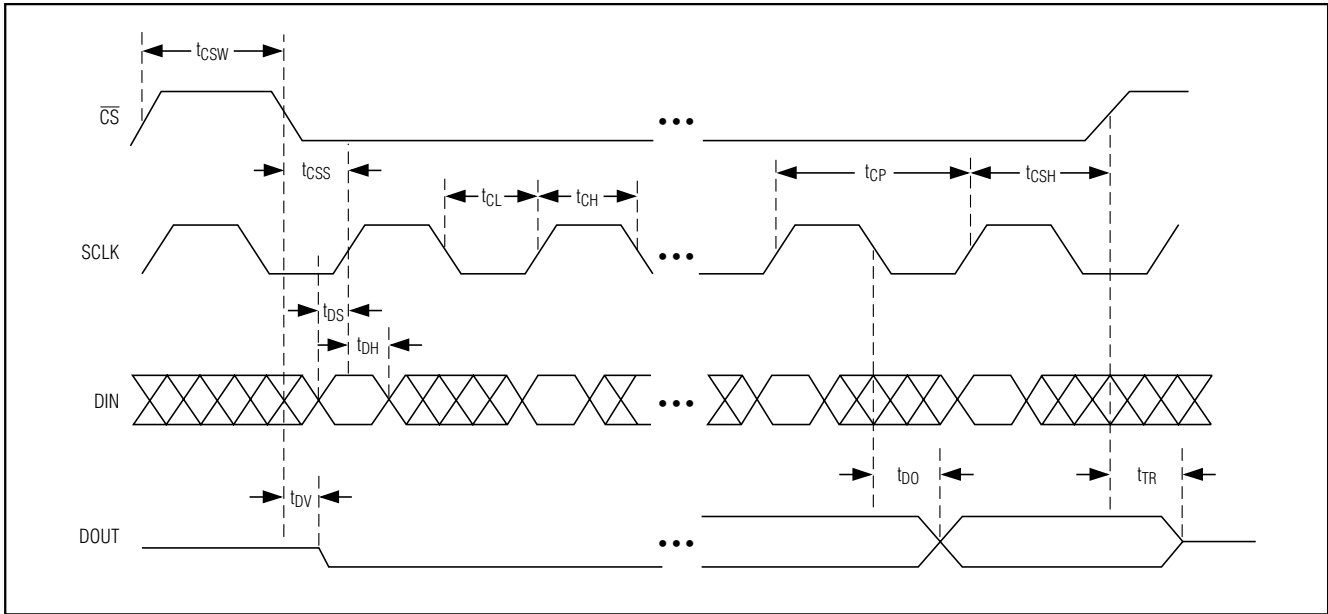 tCSW
CS
•••
tCSS
tCL
tCH
tCP
tCSH
SCLK
•••
tDS
tDH
DIN
•••
tDV
tDO
tTR
DOUT
•••